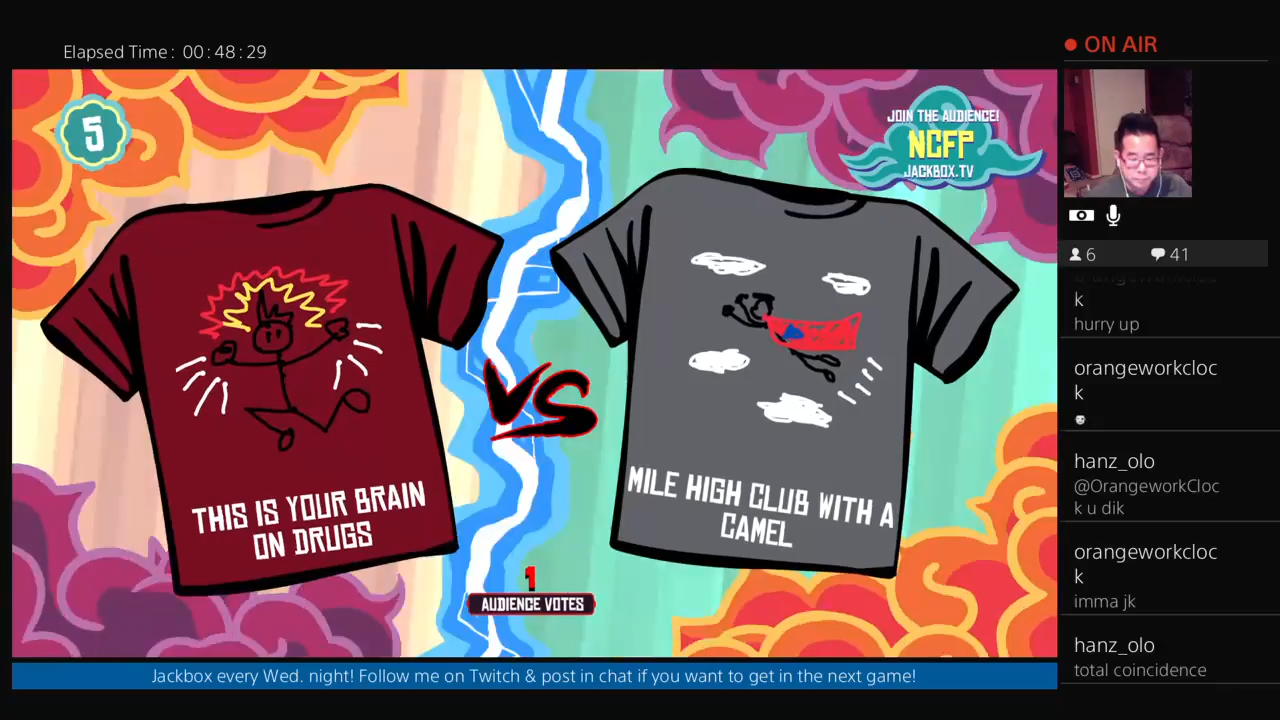 Elapsed Time: 00:48:29
ON AIR
5
JOIN THE AUDIENCE!
NCFP
JACKBOX.TV
6
41
k
hurry up
orangeworkcloc
k
hanz_olo
@OrangeworkCloc
k u dik
orangeworkcloc
k
imma jk
hanz_olo
total coincidence
VS
THIS IS YOUR BRAIN
ON DRUGS
MILE HIGH CLUB WITH A
CAMEL
1
AUDIENCE VOTES
Jackbox every Wed. night! Follow me on Twitch & post in chat if you want to get in the next game!